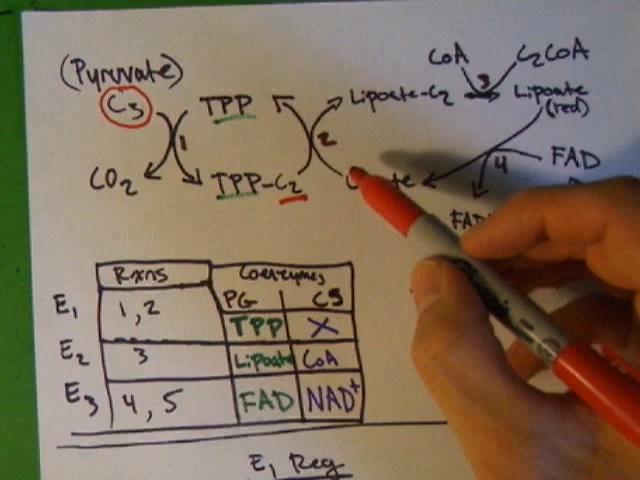 (Pyruvate)
C3
TPP
Lipoate-C2
CoA
C2CoA
3
Lipoate
(red)
1
2
CO2
TPP-C2
4
FAD
FAD
Rxns
Coenzymes
PG
CS
E1
1, 2
TPP
X
E2
3
Lipoate
CoA
E3
4, 5
FAD
NAD+
E1 Reg